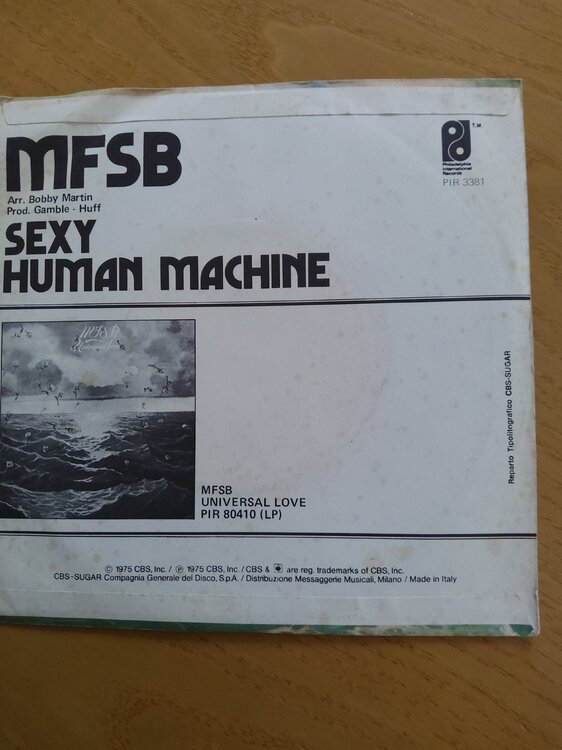 MFSB
Arr. Bobby Martin
Prod. Gamble - Huff
T.M.
Philadelphia
International
Records
PIR 3381
SEXY
HUMAN MACHINE
MFSB
Universal Love
MFSB
UNIVERSAL LOVE
PIR 80410 (LP)
Reparto Tipolitografico CBS-SUGAR
© 1975 CBS, Inc. / ℗ 1975 CBS, Inc. / CBS & are reg. trademarks of CBS, Inc.
CBS-SUGAR Compagnia Generale del Disco, S.p.A. / Distribuzione Messaggerie Musicali, Milano / Made in Italy